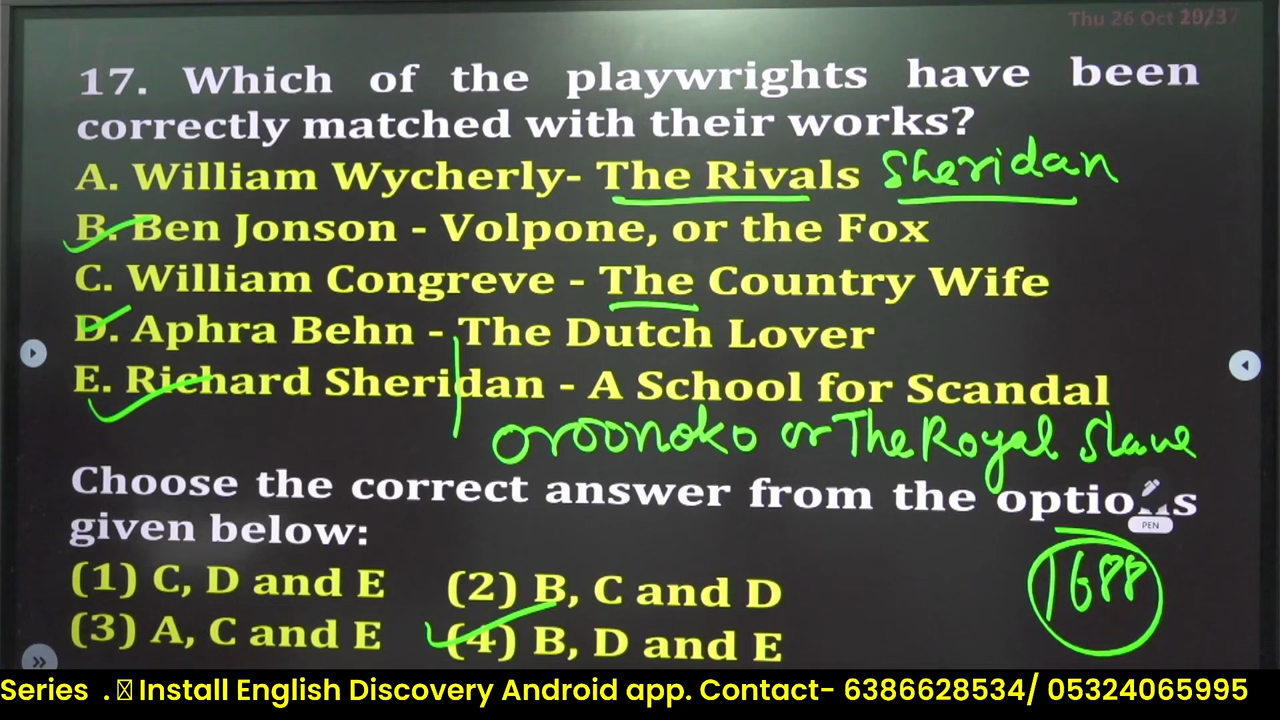 Thu 26 Oct
17. Which of the playwrights have been
correctly matched with their works?
A. William Wycherly- The Rivals Sheridan
B. Ben Jonson - Volpone, or the Fox
C. William Congreve - The Country Wife
D. Aphra Behn - The Dutch Lover
E. Richard Sheridan - A School for Scandal
Oroonoko or The Royal Slave
Choose the correct answer from the options
given below:
PEN
1688
(1) C, D and E (2) B, C and D
(3) A, C and E (4) B, D and E
Series . Install English Discovery Android app. Contact- 6386628534/ 05324065995